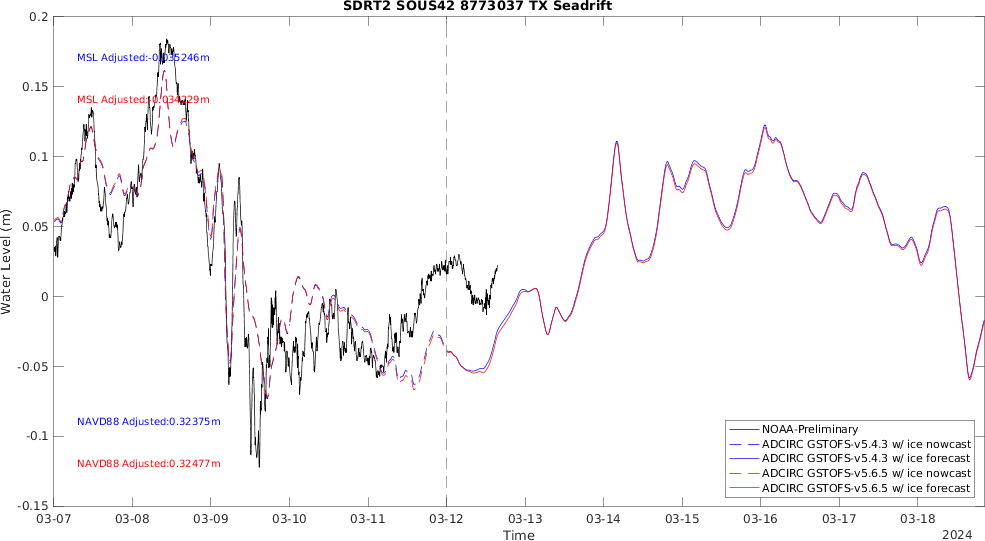 SDRT2 SOUS42 8773037 TX Seadrift
0.2
0.15
0.1
0.05
0
-0.05
-0.1
-0.15
Water Level (m)
MSL Adjusted:-0.035246m
MSL Adjusted:-0.034229m
NAVD88 Adjusted:0.32375m
NAVD88 Adjusted:0.32477m
NOAA-Preliminary
ADCIRC GSTOFS-v5.4.3 w/ ice nowcast
ADCIRC GSTOFS-v5.4.3 w/ ice forecast
ADCIRC GSTOFS-v5.6.5 w/ ice nowcast
ADCIRC GSTOFS-v5.6.5 w/ ice forecast
03-07 03-08 03-09 03-10 03-11 03-12 03-13 03-14 03-15 03-16 03-17 03-18
Time
2024